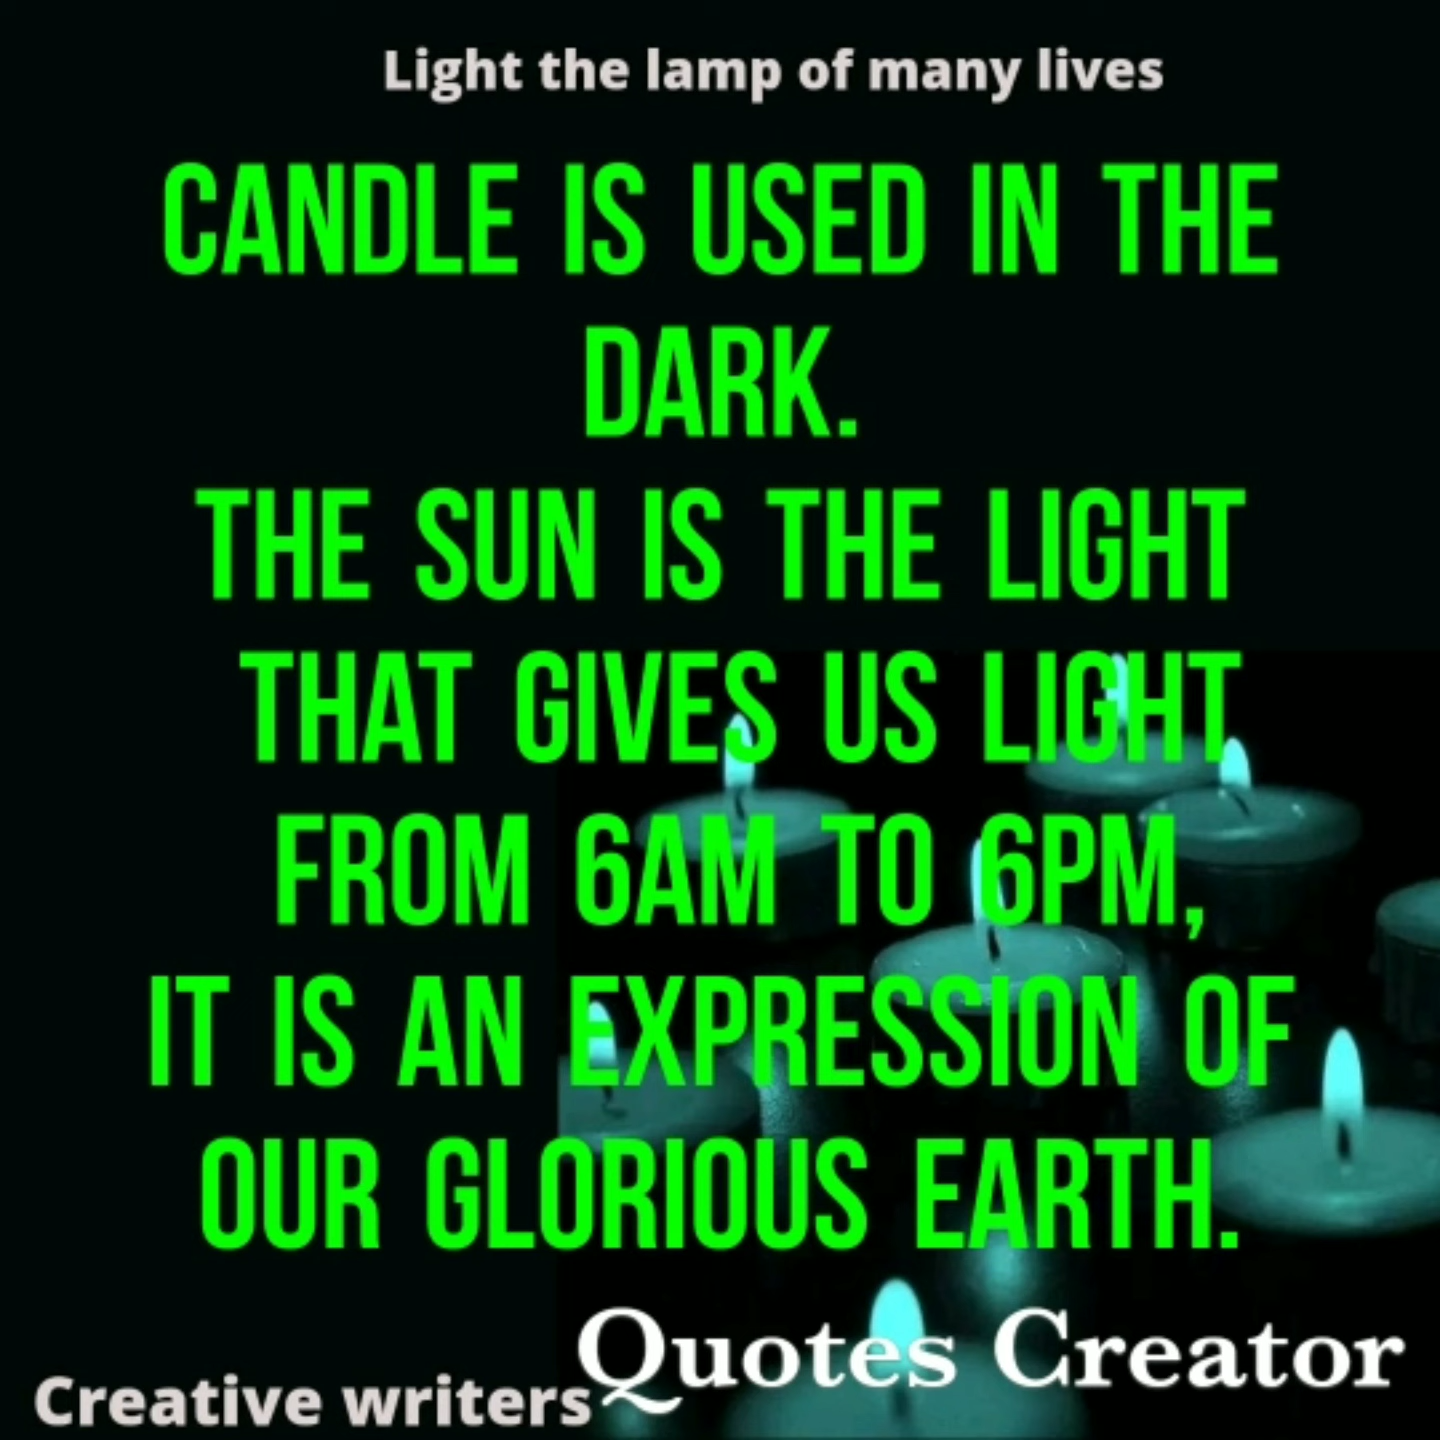 Light the lamp of many lives
CANDLE IS USED IN THE
DARK.
THE SUN IS THE LIGHT
THAT GIVES US LIGHT
FROM 6AM TO 6PM,
IT IS AN EXPRESSION OF
OUR GLORIOUS EARTH.
Quotes Creator
Creative writers